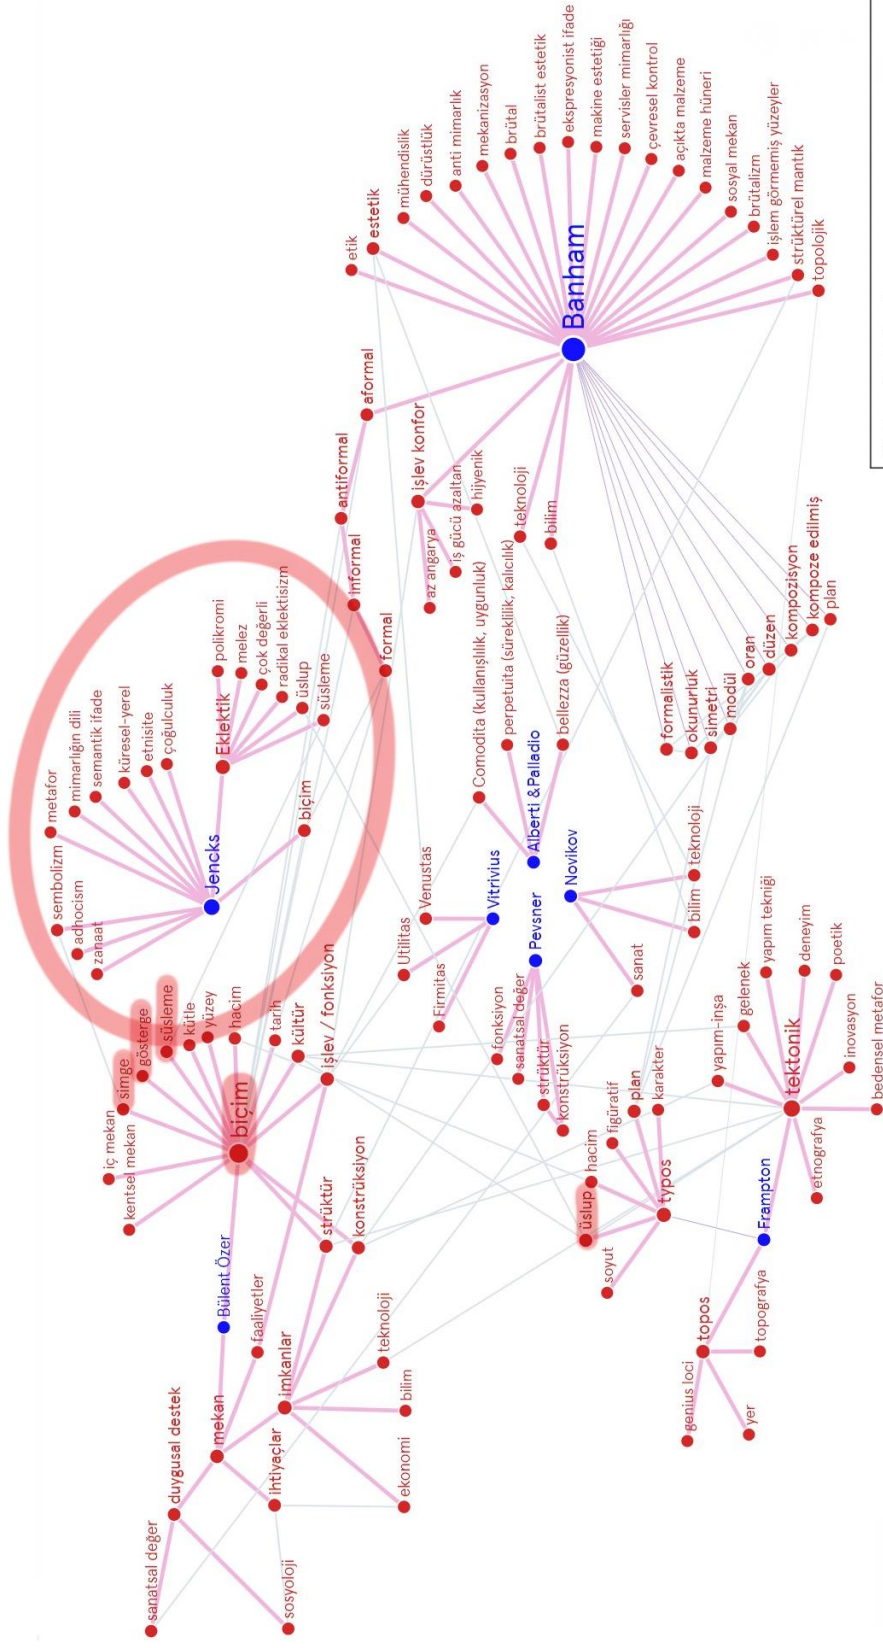 etik
estetik
mühendislik
dürüstlük
anti mimarlık
mekanizasyon
brütal
brütalist estetik
ekspresyonist ifade
makine estetiği
servisler mimarlığı
çevresel kontrol
açıkta malzeme
malzeme hüneri
sosyal mekan
brütalizm
işlem görmemiş yüzeyler
strüktürel mantık
topolojik
Banham
aformal
antiformal
informal
formal
işlev konfor
az angarya
iş gücü azaltan
hijyenik
teknoloji
bilim
formalistik
okunurluk
simetri
modül
oran
düzen
kompozisyon
kompoze edilmiş
plan
metafor
mimarlığın dili
semantik ifade
küresel-yerel
etnisite
çoğulculuk
sembolizm
adhocism
zanaat
Jencks
Eklektik
polikromi
melez
çok değerli
radikal eklektisizm
üslup
süsleme
biçim
Comodita (kullanışlılık, uygunluk)
perpetuita (süreklilik, kalıcılık)
bellezza (güzellik)
Alberti &Palladio
Venustas
Utilitas
Firmitas
Vitrivius
Pevsner
fonksiyon
sanatsal değer
strüktür
konstrüksiyon
Novikov
teknoloji
bilim
sanat
iç mekan
kentsel mekan
simge
gösterge
süsleme
kütle
yüzey
hacim
tarih
kültür
işlev / fonksiyon
biçim
strüktür
konstrüksiyon
Bülent Özer
faaliyetler
mekan
imkanlar
teknoloji
bilim
ekonomi
ihtiyaçlar
duygusal destek
sanatsal değer
sosyoloji
üslup
hacim
figüratif
plan
karakter
typos
soyut
Frampton
topos
genius loci
yer
topografya
tektonik
yapım-inşa
gelenek
yapım tekniği
deneyim
poetik
inovasyon
bedensel metafor
etnografya